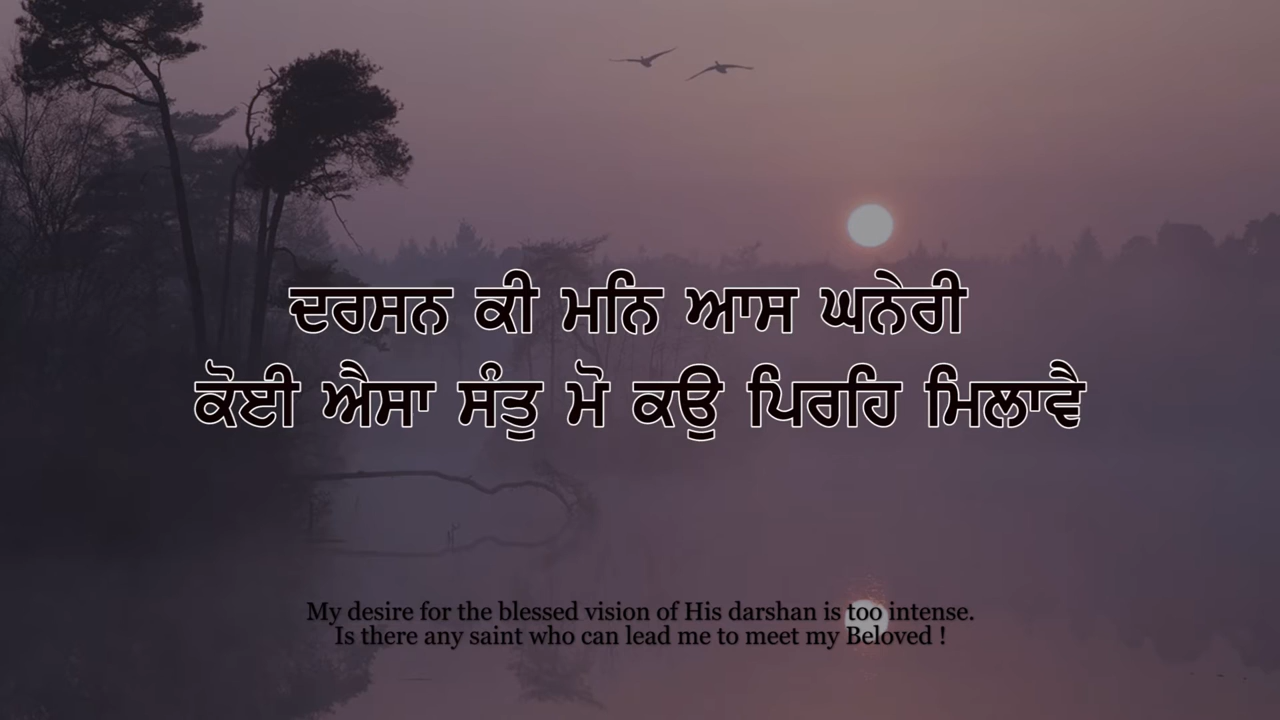 ਦਰਸਨ ਕੀ ਮਨਿ ਆਸ ਘਨੇਰੀ
ਕੋਈ ਐਸਾ ਸੰਤੁ ਮੋ ਕਉ ਪਿਰਹਿ ਮਿਲਾਵੈ
My desire for the blessed vision of His darshan is too intense.
Is there any saint who can lead me to meet my Beloved !